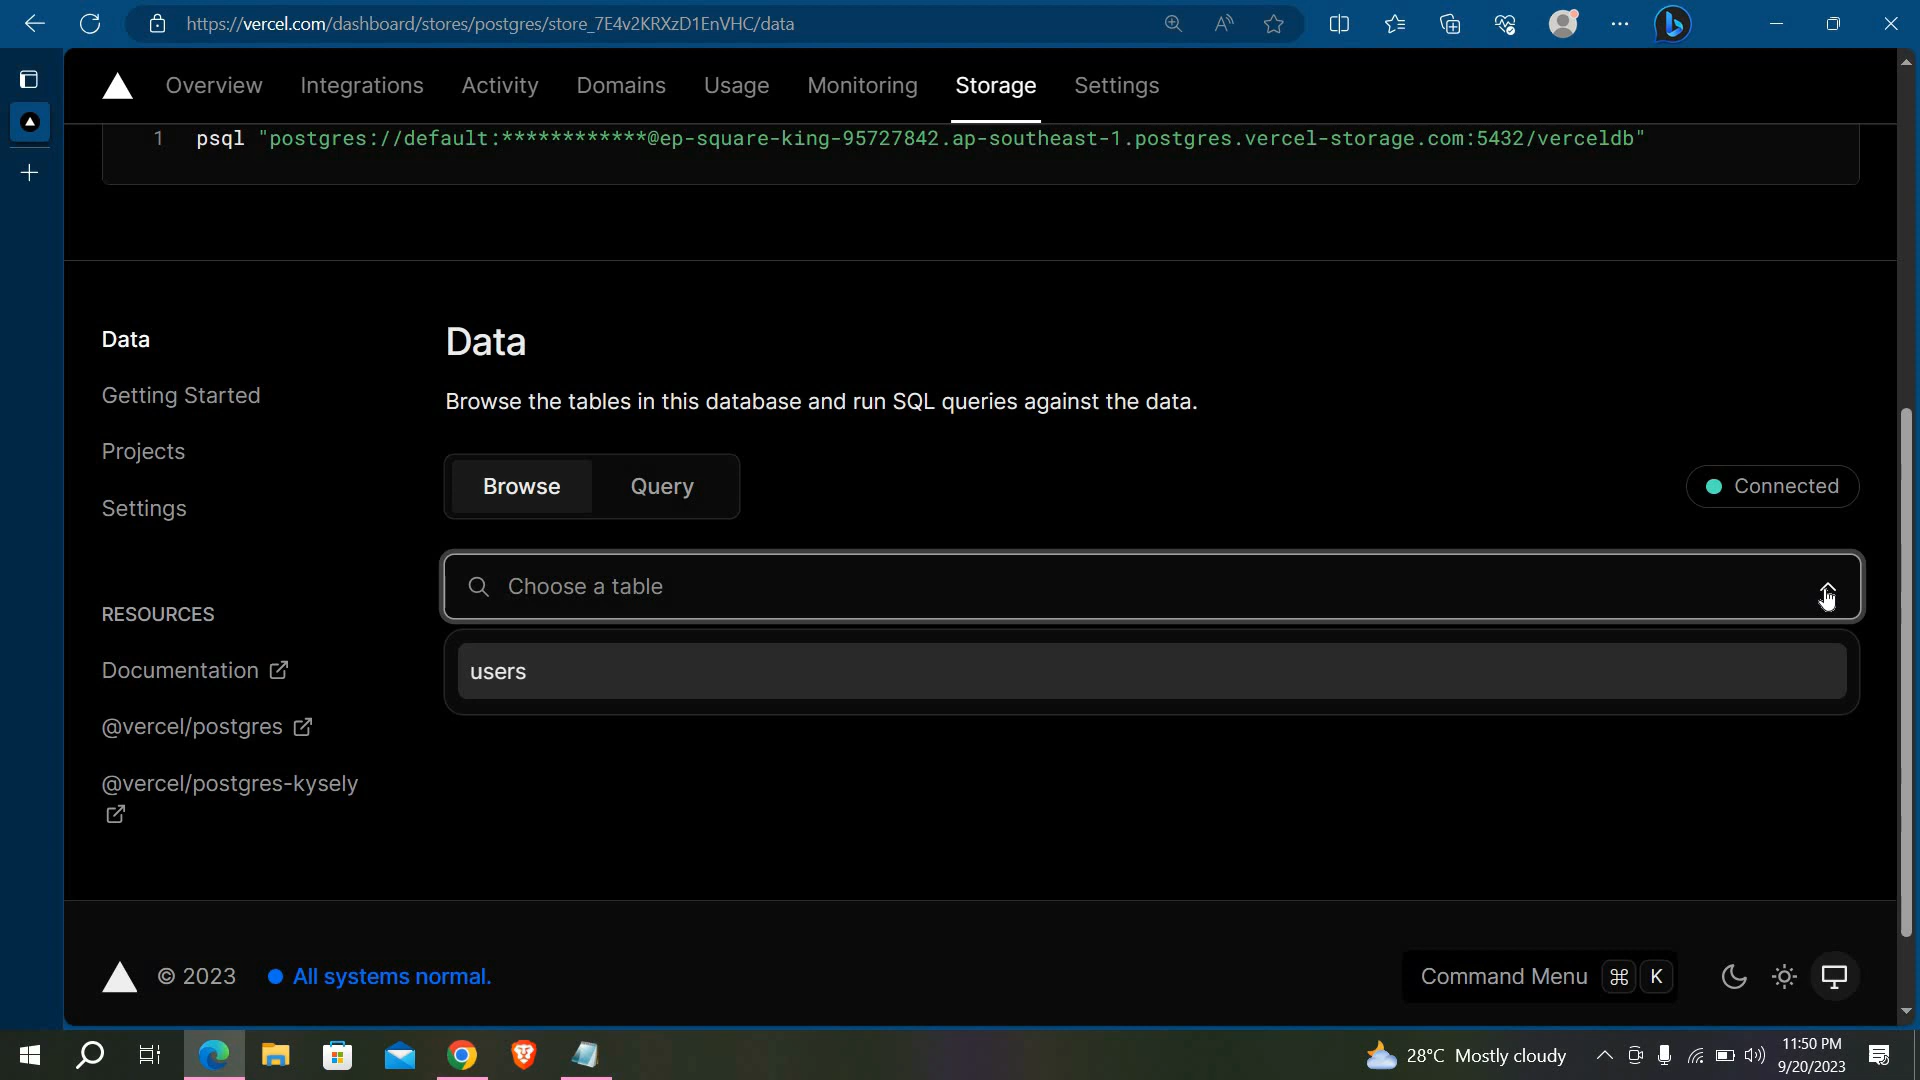 https://vercel.com/dashboard/stores/postgres/store_7E4v2KRXzD1EnVHC/data
Overview Integrations Activity Domains Usage Monitoring Storage Settings
1 psql "postgres://default:************@ep-square-king-95727842.ap-southeast-1.postgres.vercel-storage.com:5432/verceldb"
Data
Getting Started
Projects
Settings
RESOURCES
Documentation
@vercel/postgres
@vercel/postgres-kysely
Data
Browse the tables in this database and run SQL queries against the data.
Browse Query
Connected
Choose a table
users
© 2023 All systems normal.
Command Menu ⌘ K
28°C Mostly cloudy
11:50 PM
9/20/2023